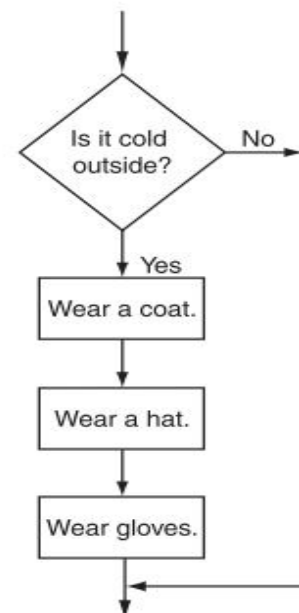 Is it cold
outside?
No
Yes
Wear a coat.
Wear a hat.
Wear gloves.